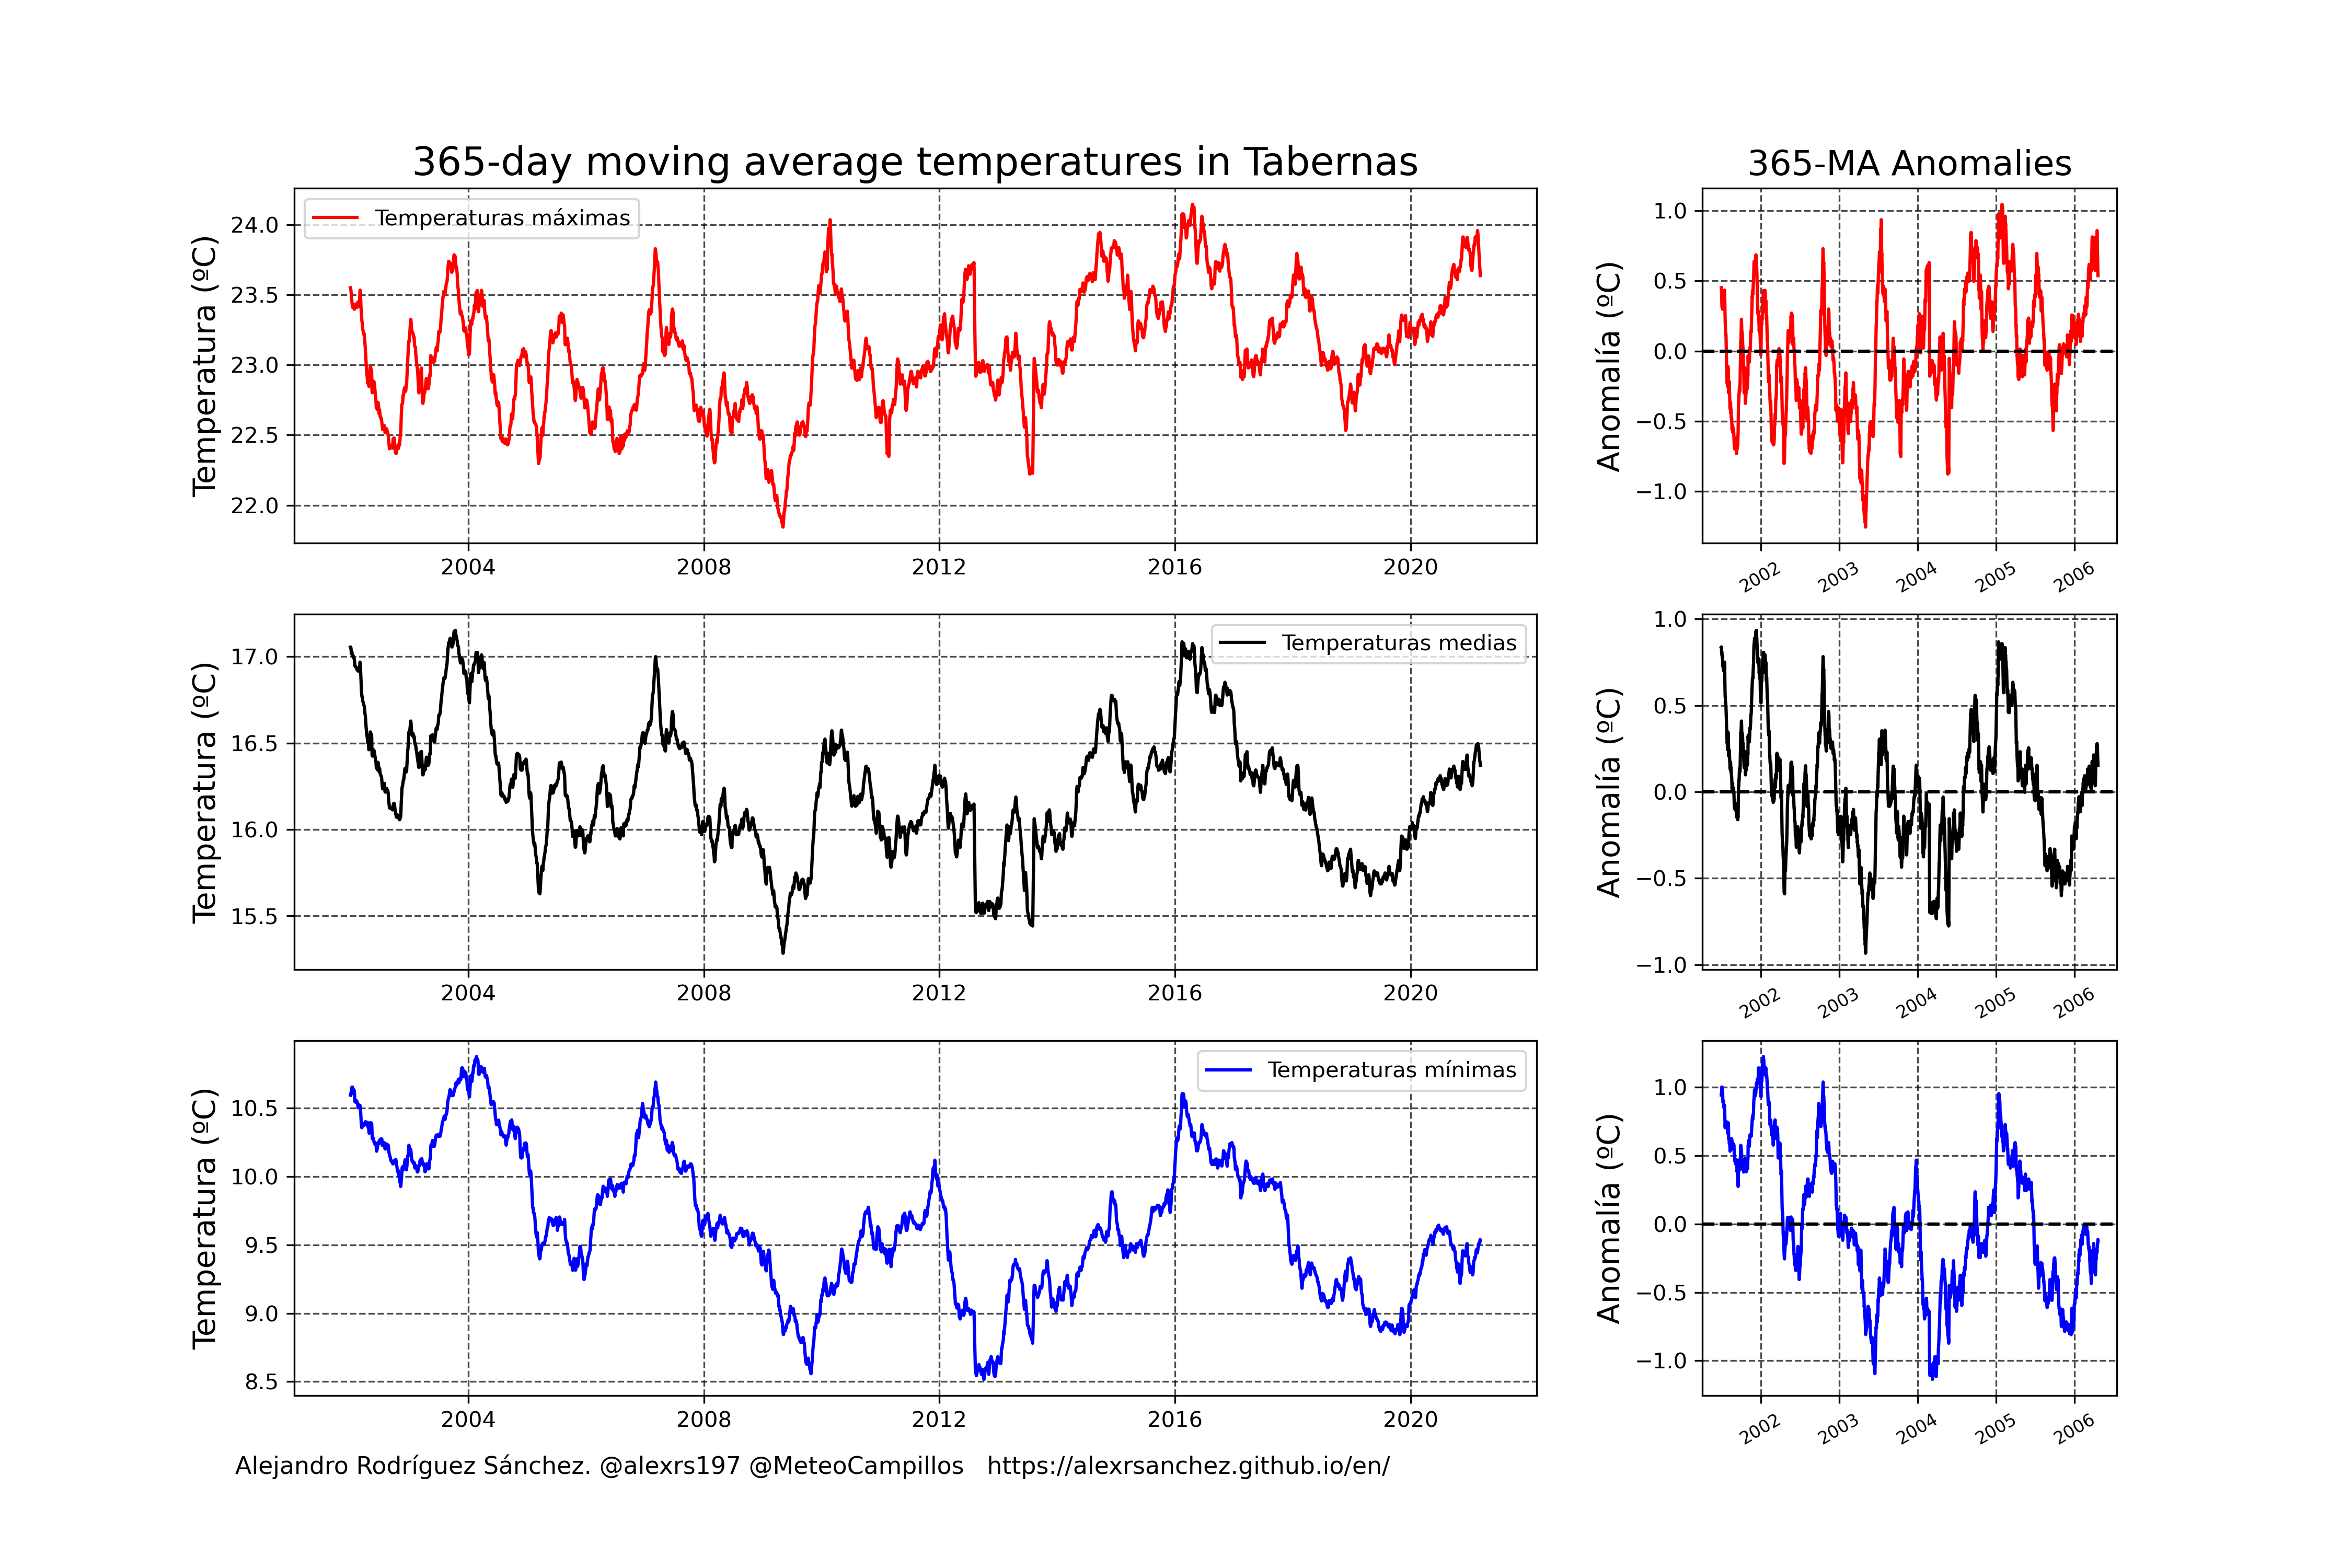 365-day moving average temperatures in Tabernas
365-MA Anomalies
Temperatura (ºC)
24.0
23.5
23.0
22.5
22.0
Temperaturas máximas
2004 2008 2012 2016 2020
Anomalía (ºC)
1.0
0.5
0.0
−0.5
−1.0
2002 2003 2004 2005 2006
Temperatura (ºC)
17.0
16.5
16.0
15.5
Temperaturas medias
2004 2008 2012 2016 2020
Anomalía (ºC)
1.0
0.5
0.0
−0.5
−1.0
2002 2003 2004 2005 2006
Temperatura (ºC)
10.5
10.0
9.5
9.0
8.5
Temperaturas mínimas
2004 2008 2012 2016 2020
Anomalía (ºC)
1.0
0.5
0.0
−0.5
−1.0
2002 2003 2004 2005 2006
Alejandro Rodríguez Sánchez. @alexrs197 @MeteoCampillos https://alexrsanchez.github.io/en/